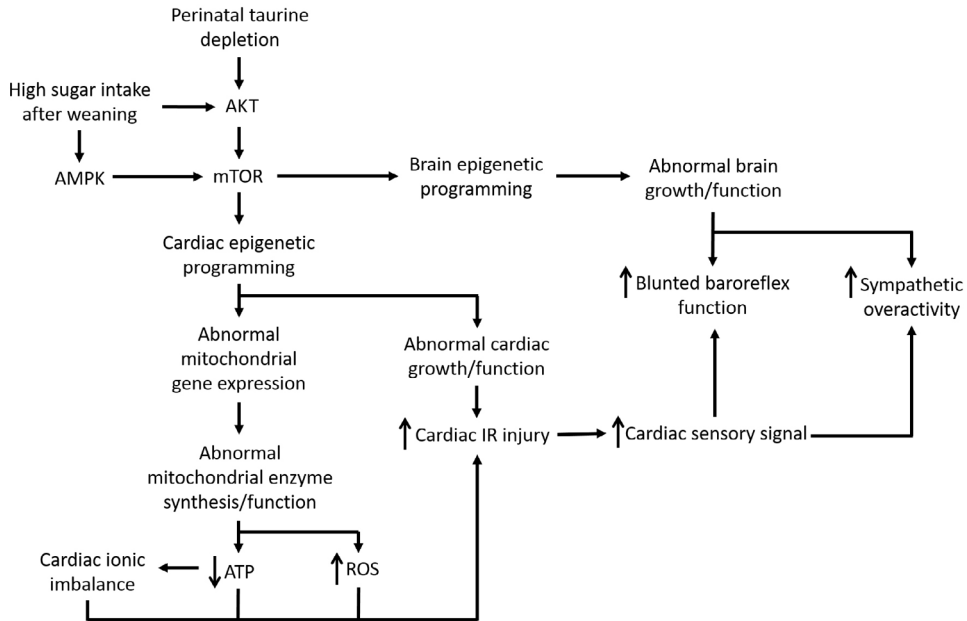 Perinatal taurine
depletion
High sugar intake
after weaning
AKT
AMPK
mTOR
Brain epigenetic
programming
Abnormal brain
growth/function
Cardiac epigenetic
programming
Blunted baroreflex
function
Sympathetic
overactivity
Abnormal
mitochondrial
gene expression
Abnormal cardiac
growth/function
Cardiac IR injury
Cardiac sensory signal
Abnormal
mitochondrial enzyme
synthesis/function
Cardiac ionic
imbalance
ATP
ROS